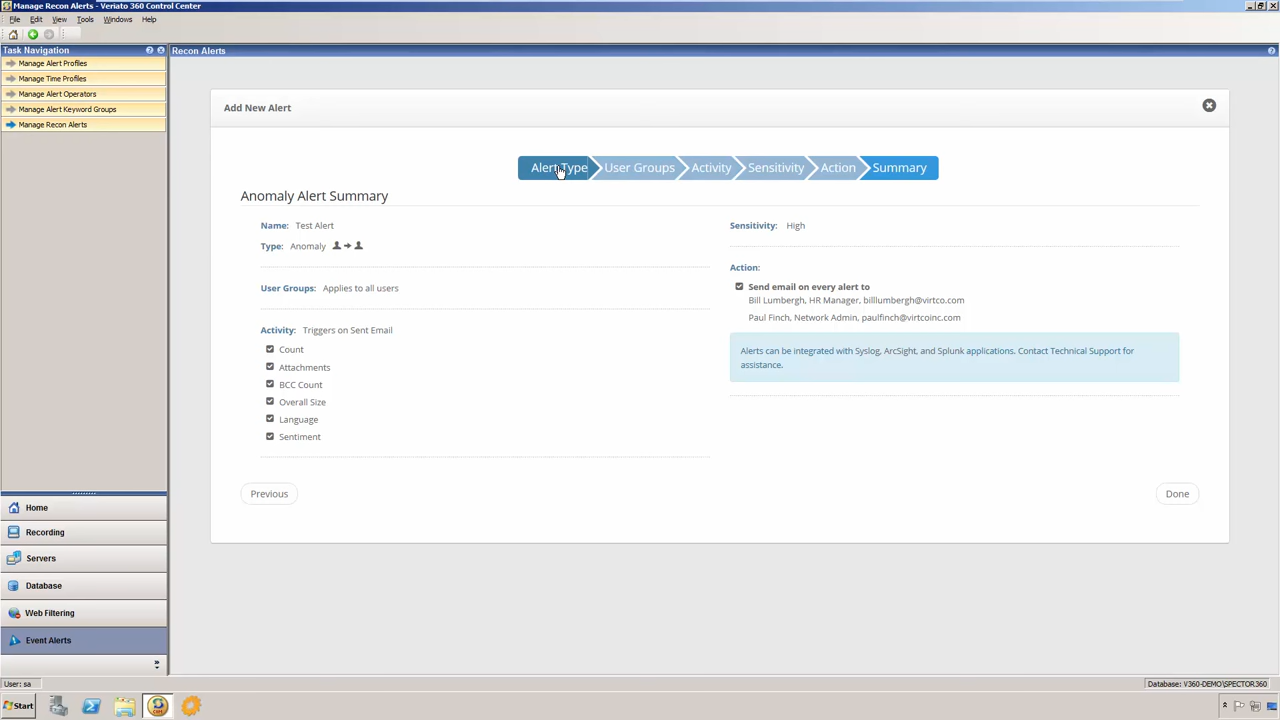 Manage Recon Alerts - Veriato 360 Control Center
File Edit View Tools Windows Help
Task Navigation
Manage Alert Profiles
Manage Time Profiles
Manage Alert Operators
Manage Alert Keyword Groups
Manage Recon Alerts
Recon Alerts
Add New Alert
Alert Type User Groups Activity Sensitivity Action Summary
Anomaly Alert Summary
Name: Test Alert
Type: Anomaly
User Groups: Applies to all users
Activity: Triggers on Sent Email
Count
Attachments
BCC Count
Overall Size
Language
Sentiment
Sensitivity: High
Action:
Send email on every alert to
Bill Lumbergh, HR Manager, billlumbergh@virtco.com
Paul Finch, Network Admin, paulfinch@virtcoinc.com
Alerts can be integrated with Syslog, ArcSight, and Splunk applications. Contact Technical Support for
assistance.
Previous
Done
Home
Recording
Servers
Database
Web Filtering
Event Alerts
User: sa
Database: V360-DEMO\SPECTOR360
Start